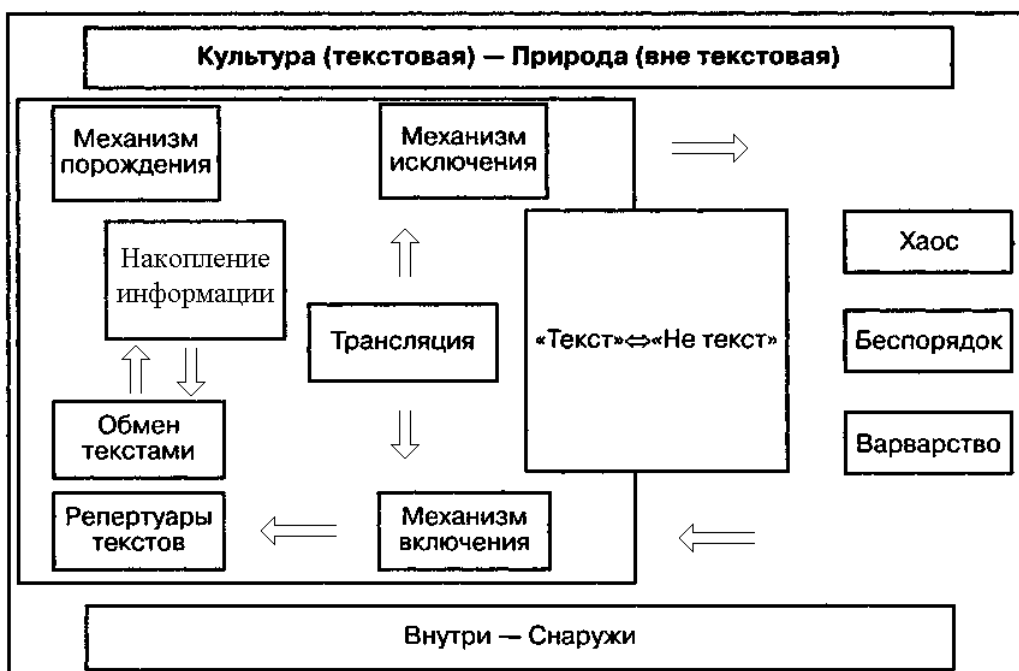 Культура (текстовая) — Природа (вне текстовая)
Механизм
порождения
Механизм
исключения
Накопление
информации
Трансляция
«Текст»⇔«Не текст»
Хаос
Беспорядок
Варварство
Обмен
текстами
Репертуары
текстов
Механизм
включения
Внутри — Снаружи